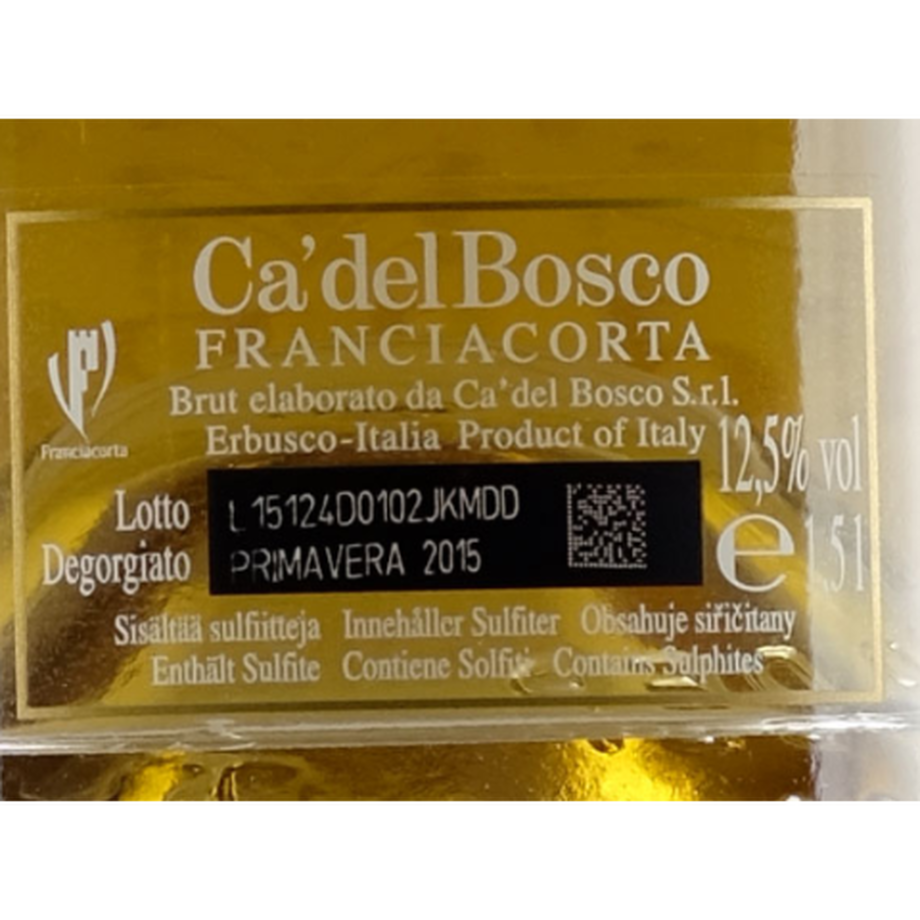 Ca'del Bosco
FRANCIACORTA
Brut elaborato da Ca'del Bosco S.r.l.
Erbusco-Italia Product of Italy
12,5% vol
Franciacorta
Lotto L15124D0102JKMDD
Degorgiato PRIMAVERA 2015
e 1.5 l
Sisältää sulfiitteja Innehåller Sulfiter Obsahuje siřičitany
Enthält Sulfite Contiene Solfiti Contains Sulphites